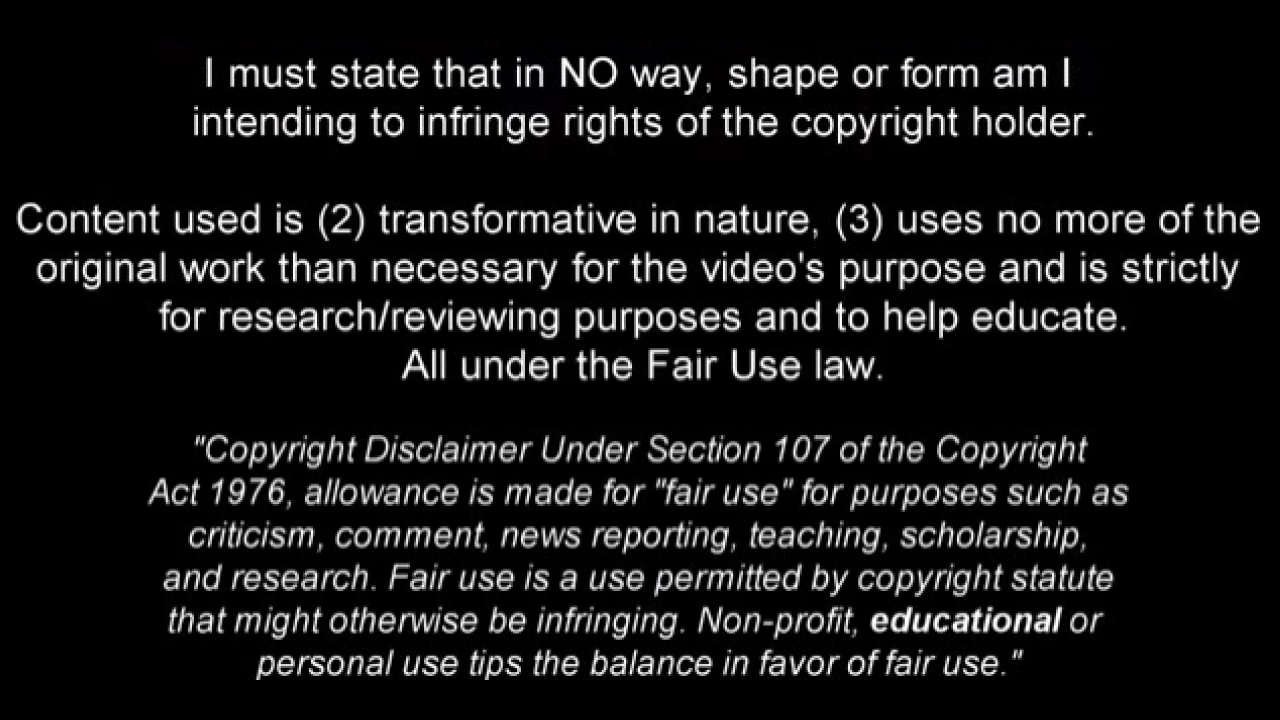 I must state that in NO way, shape or form am I
intending to infringe rights of the copyright holder.
Content used is (2) transformative in nature, (3) uses no more of the
original work than necessary for the video's purpose and is strictly
for research/reviewing purposes and to help educate.
All under the Fair Use law.
"Copyright Disclaimer Under Section 107 of the Copyright
Act 1976, allowance is made for "fair use" for purposes such as
criticism, comment, news reporting, teaching, scholarship,
and research. Fair use is a use permitted by copyright statute
that might otherwise be infringing. Non-profit, educational or
personal use tips the balance in favor of fair use."